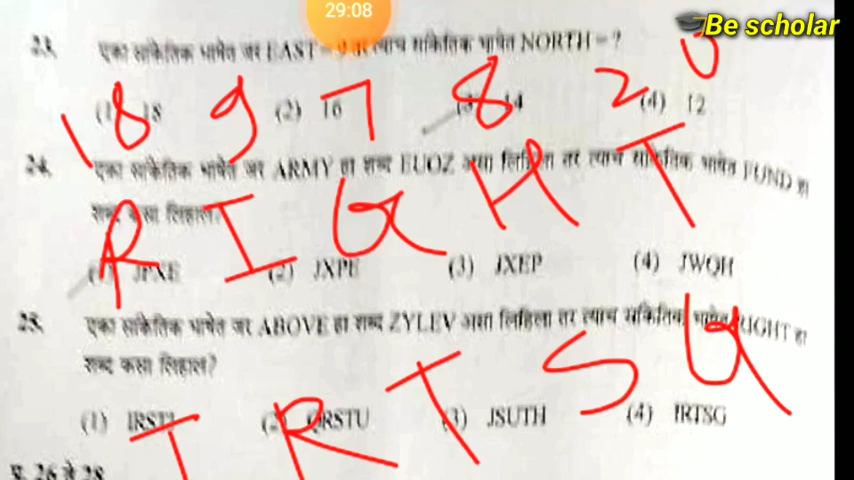 29:08
Be scholar
23. एका सांकेतिक भाषेत जर EAST = तर त्याच सांकेतिक भाषेत NORTH = ?
(1) 18 (2) 16 (3) 14 (4) 12
18 9 7 8 20
24. एका सांकेतिक भाषेत जर ARMY हा शब्द EUOZ असा लिहिला तर त्याच सांकेतिक भाषेत FUND हा
शब्द कसा लिहाल?
R I G H T
(1) JPXE (2) JXPE (3) JXEP (4) JWQH
25. एका सांकेतिक भाषेत जर ABOVE हा शब्द ZYLEV असा लिहिला तर त्याच सांकेतिक भाषेत RIGHT हा
शब्द कसा लिहाल?
I R T S G
(1) (2) QRSTU (3) JSUTH (4) IRTSG
प्र. 26 ते 28